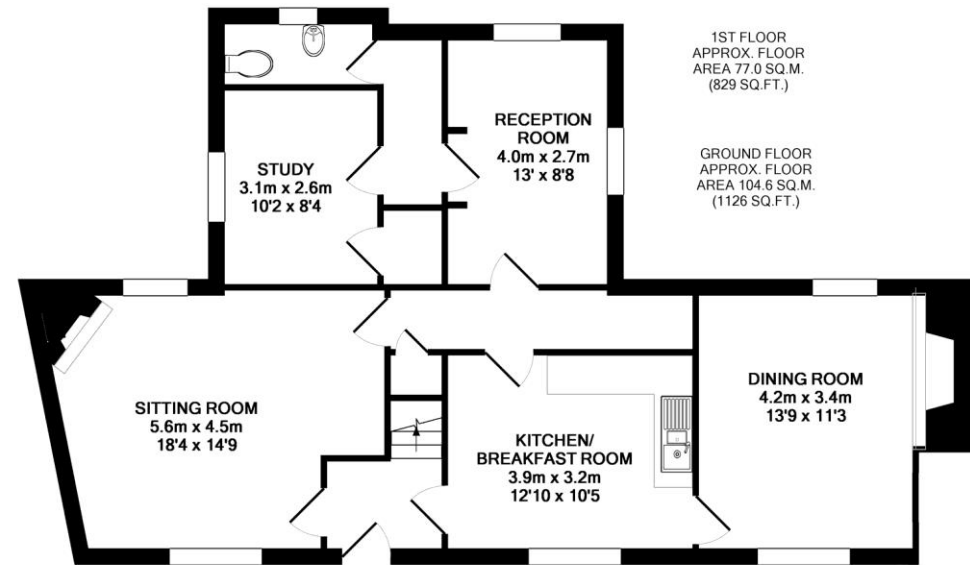 1ST FLOOR
APPROX. FLOOR
AREA 77.0 SQ.M.
(829 SQ.FT.)
GROUND FLOOR
APPROX. FLOOR
AREA 104.6 SQ.M.
(1126 SQ.FT.)
RECEPTION
ROOM
4.0m x 2.7m
13' x 8'8
STUDY
3.1m x 2.6m
10'2 x 8'4
SITTING ROOM
5.6m x 4.5m
18'4 x 14'9
KITCHEN/
BREAKFAST ROOM
3.9m x 3.2m
12'10 x 10'5
DINING ROOM
4.2m x 3.4m
13'9 x 11'3